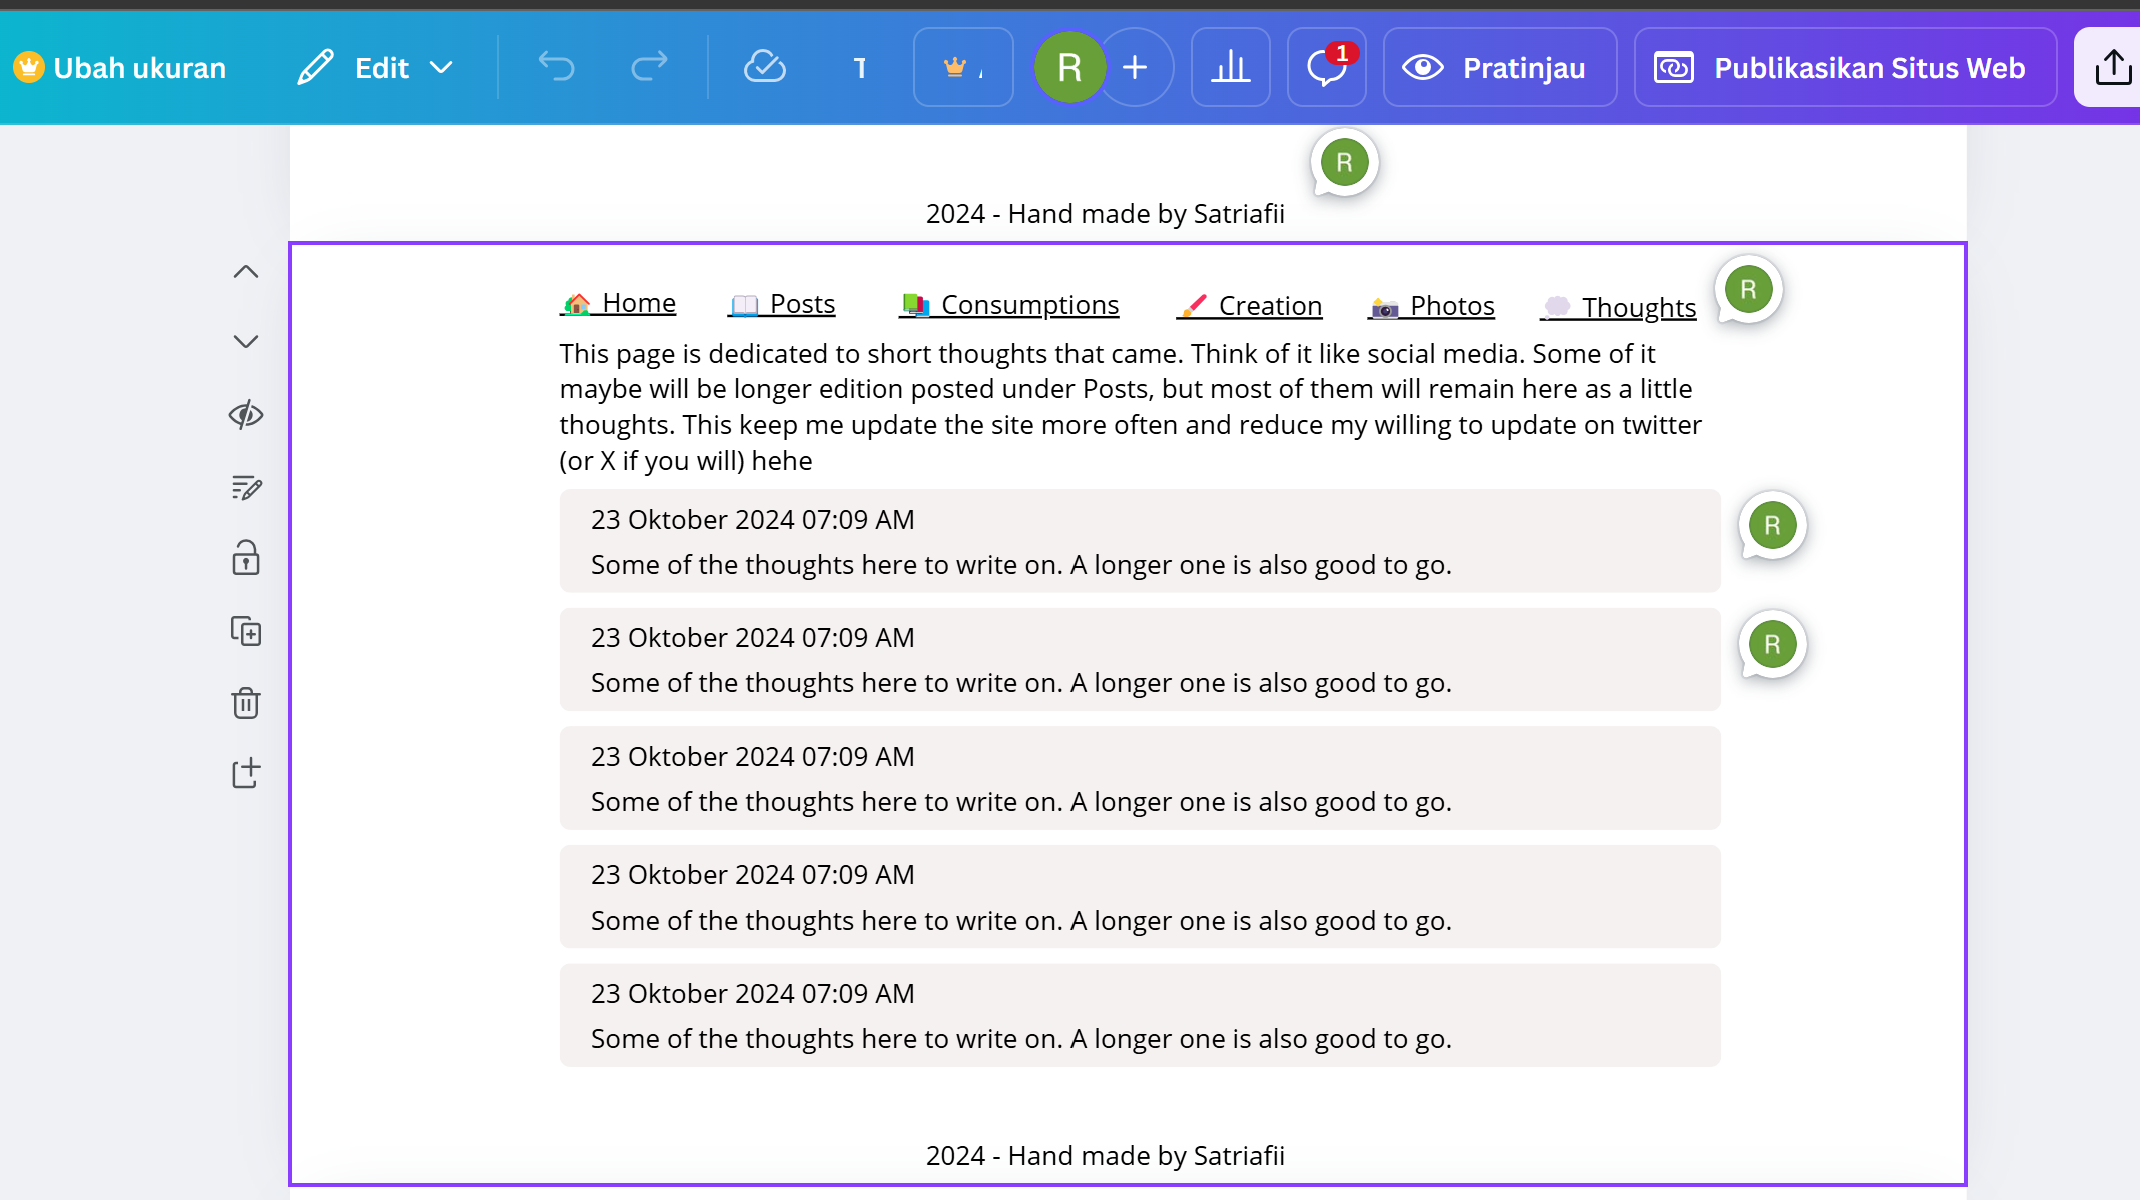 Ubah ukuran
Edit
T
R
1
Pratinjau
Publikasikan Situs Web
R
2024 - Hand made by Satriafii
Home Posts Consumptions Creation Photos Thoughts
R
This page is dedicated to short thoughts that came. Think of it like social media. Some of it
maybe will be longer edition posted under Posts, but most of them will remain here as a little
thoughts. This keep me update the site more often and reduce my willing to update on twitter
(or X if you will) hehe
23 Oktober 2024 07:09 AM
R
Some of the thoughts here to write on. A longer one is also good to go.
23 Oktober 2024 07:09 AM
R
Some of the thoughts here to write on. A longer one is also good to go.
23 Oktober 2024 07:09 AM
Some of the thoughts here to write on. A longer one is also good to go.
23 Oktober 2024 07:09 AM
Some of the thoughts here to write on. A longer one is also good to go.
23 Oktober 2024 07:09 AM
Some of the thoughts here to write on. A longer one is also good to go.
2024 - Hand made by Satriafii